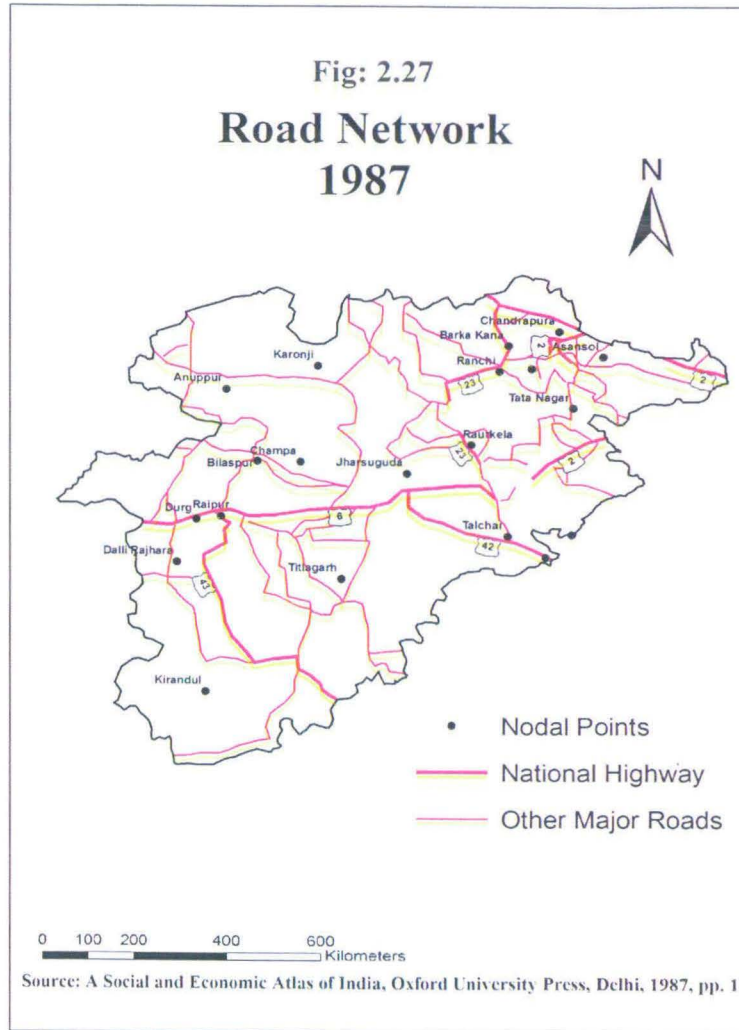 Fig: 2.27
Road Network
1987
N
Chandrapura
Barka Kana
2
Asansol
Karonji
Ranchi
2
23
Anuppur
Tata Nagar
Rautkela
23
2
Champa
Bilaspur
Jharsuguda
Durg
Raipur
6
Talchar
42
Dalli Rajhara
43
Titlagarh
Kirandul
Nodal Points
National Highway
Other Major Roads
0 100 200 400 600
Kilometers
Source: A Social and Economic Atlas of India, Oxford University Press, Delhi, 1987, pp. 1